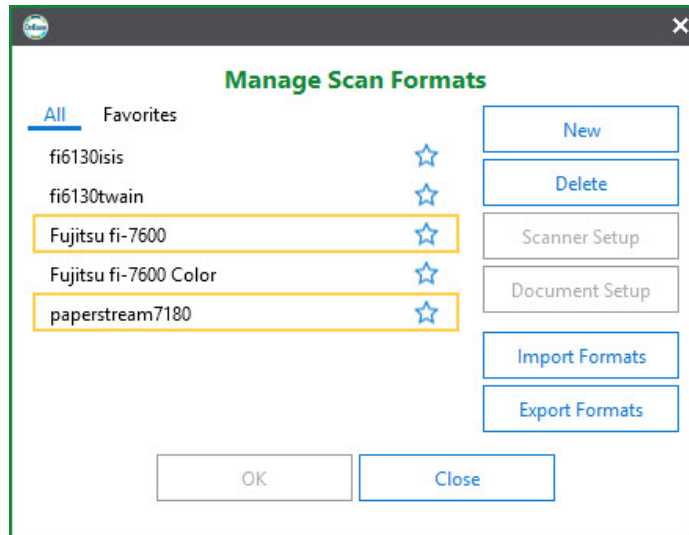 OnBase
Manage Scan Formats
All Favorites
New
fi6130isis
Delete
fi6130twain
Fujitsu fi-7600
Scanner Setup
Fujitsu fi-7600 Color
Document Setup
paperstream7180
Import Formats
Export Formats
OK Close